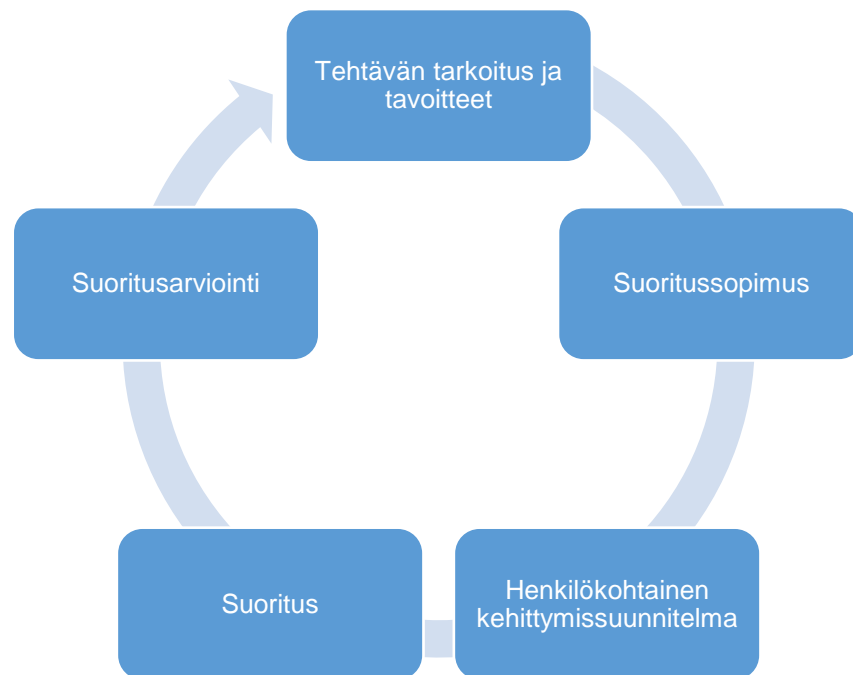 Tehtävän tarkoitus ja
tavoitteet
Suoritussopimus
Henkilökohtainen
kehittymissuunnitelma
Suoritus
Suoritusarviointi